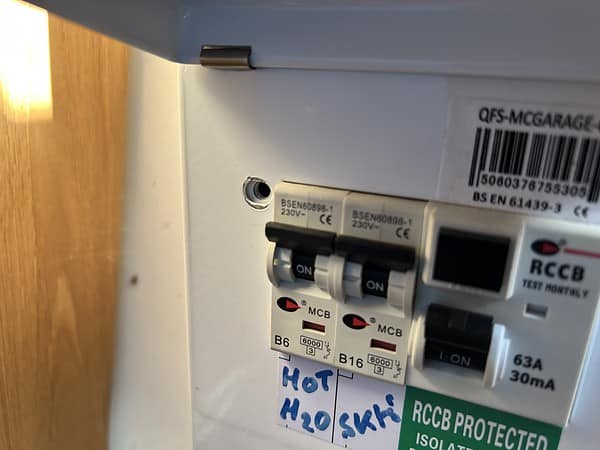 QFS-MCGARAGE-
5060376755305
BS EN 61439-3 CE
BSEN60898-1
230V~ CE
ON
MCB
B6
6000
3
HOT
H2O
BSEN60898-1
230V~ CE
ON
MCB
B16
6000
3
RCCB
TEST MONTHLY
I-ON
63A
30mA
RCCB PROTECTED